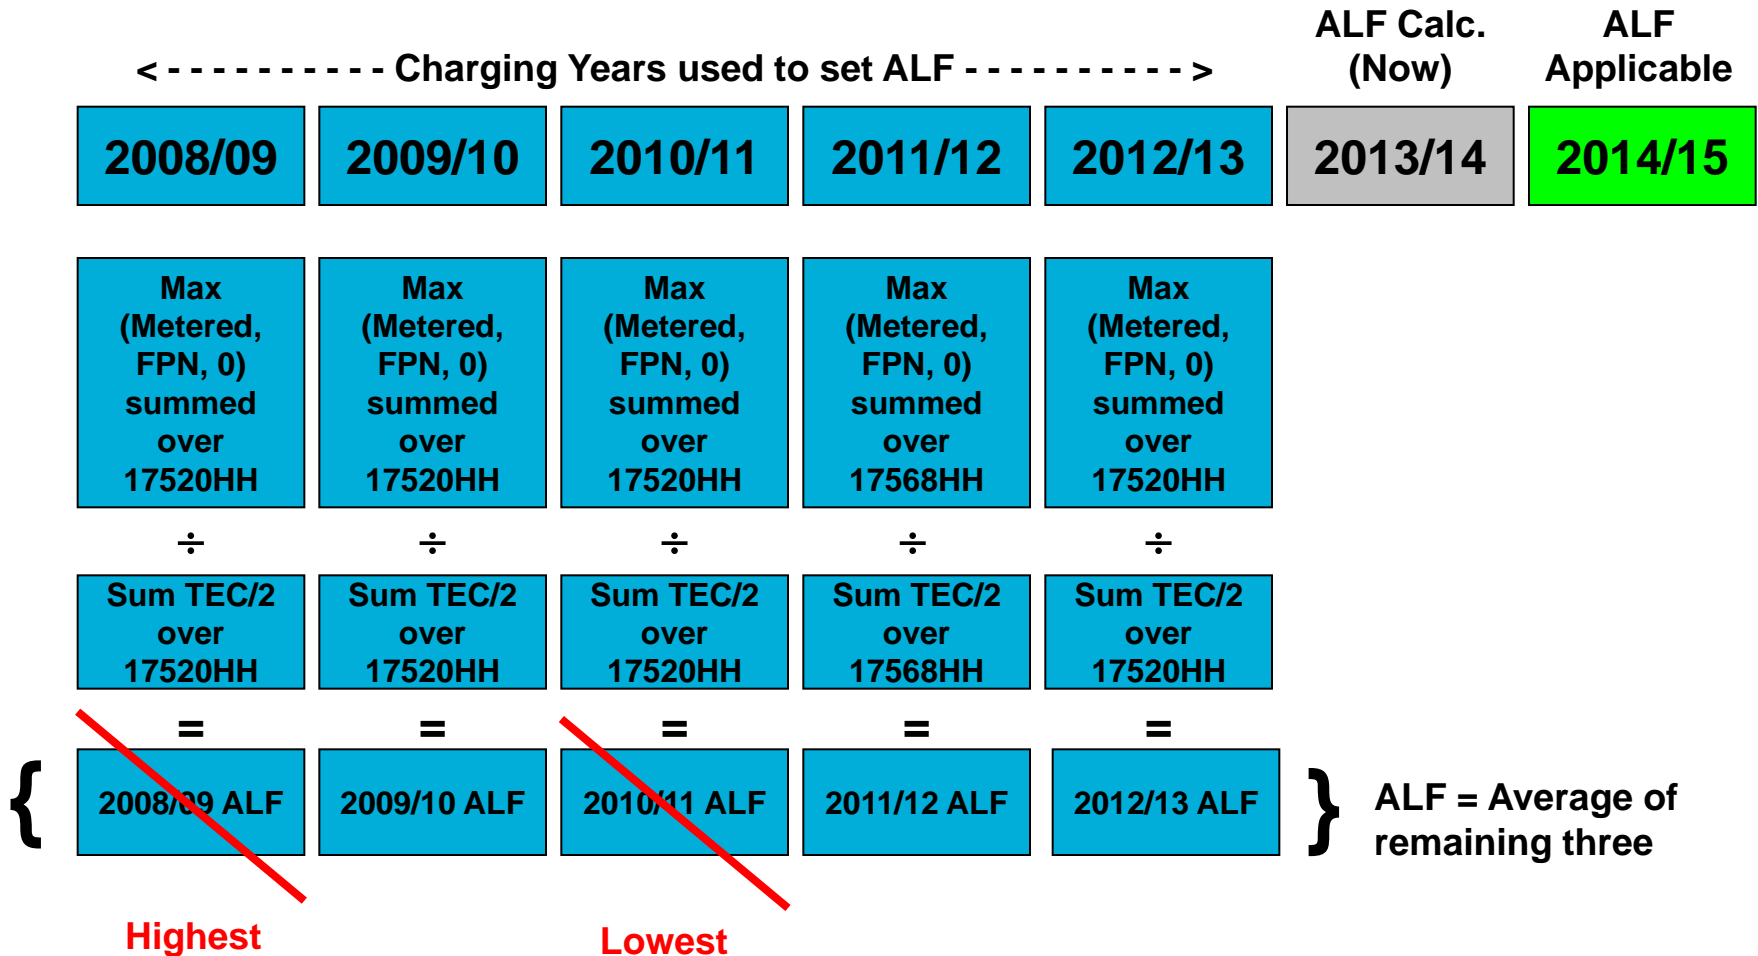 ALF Calc.
(Now)
ALF
Applicable
< - - - - - - - - - - Charging Years used to set ALF - - - - - - - - - - >
2008/09
2009/10
2010/11
2011/12
2012/13
2013/14
2014/15
Max
(Metered,
FPN, 0)
summed
over
17520HH
Max
(Metered,
FPN, 0)
summed
over
17520HH
Max
(Metered,
FPN, 0)
summed
over
17520HH
Max
(Metered,
FPN, 0)
summed
over
17568HH
Max
(Metered,
FPN, 0)
summed
over
17520HH
÷ ÷ ÷ ÷ ÷
Sum TEC/2
over
17520HH
Sum TEC/2
over
17520HH
Sum TEC/2
over
17520HH
Sum TEC/2
over
17568HH
Sum TEC/2
over
17520HH
= = = = =
{
2008/09 ALF
2009/10 ALF
2010/11 ALF
2011/12 ALF
2012/13 ALF
}
ALF = Average of
remaining three
Highest
Lowest